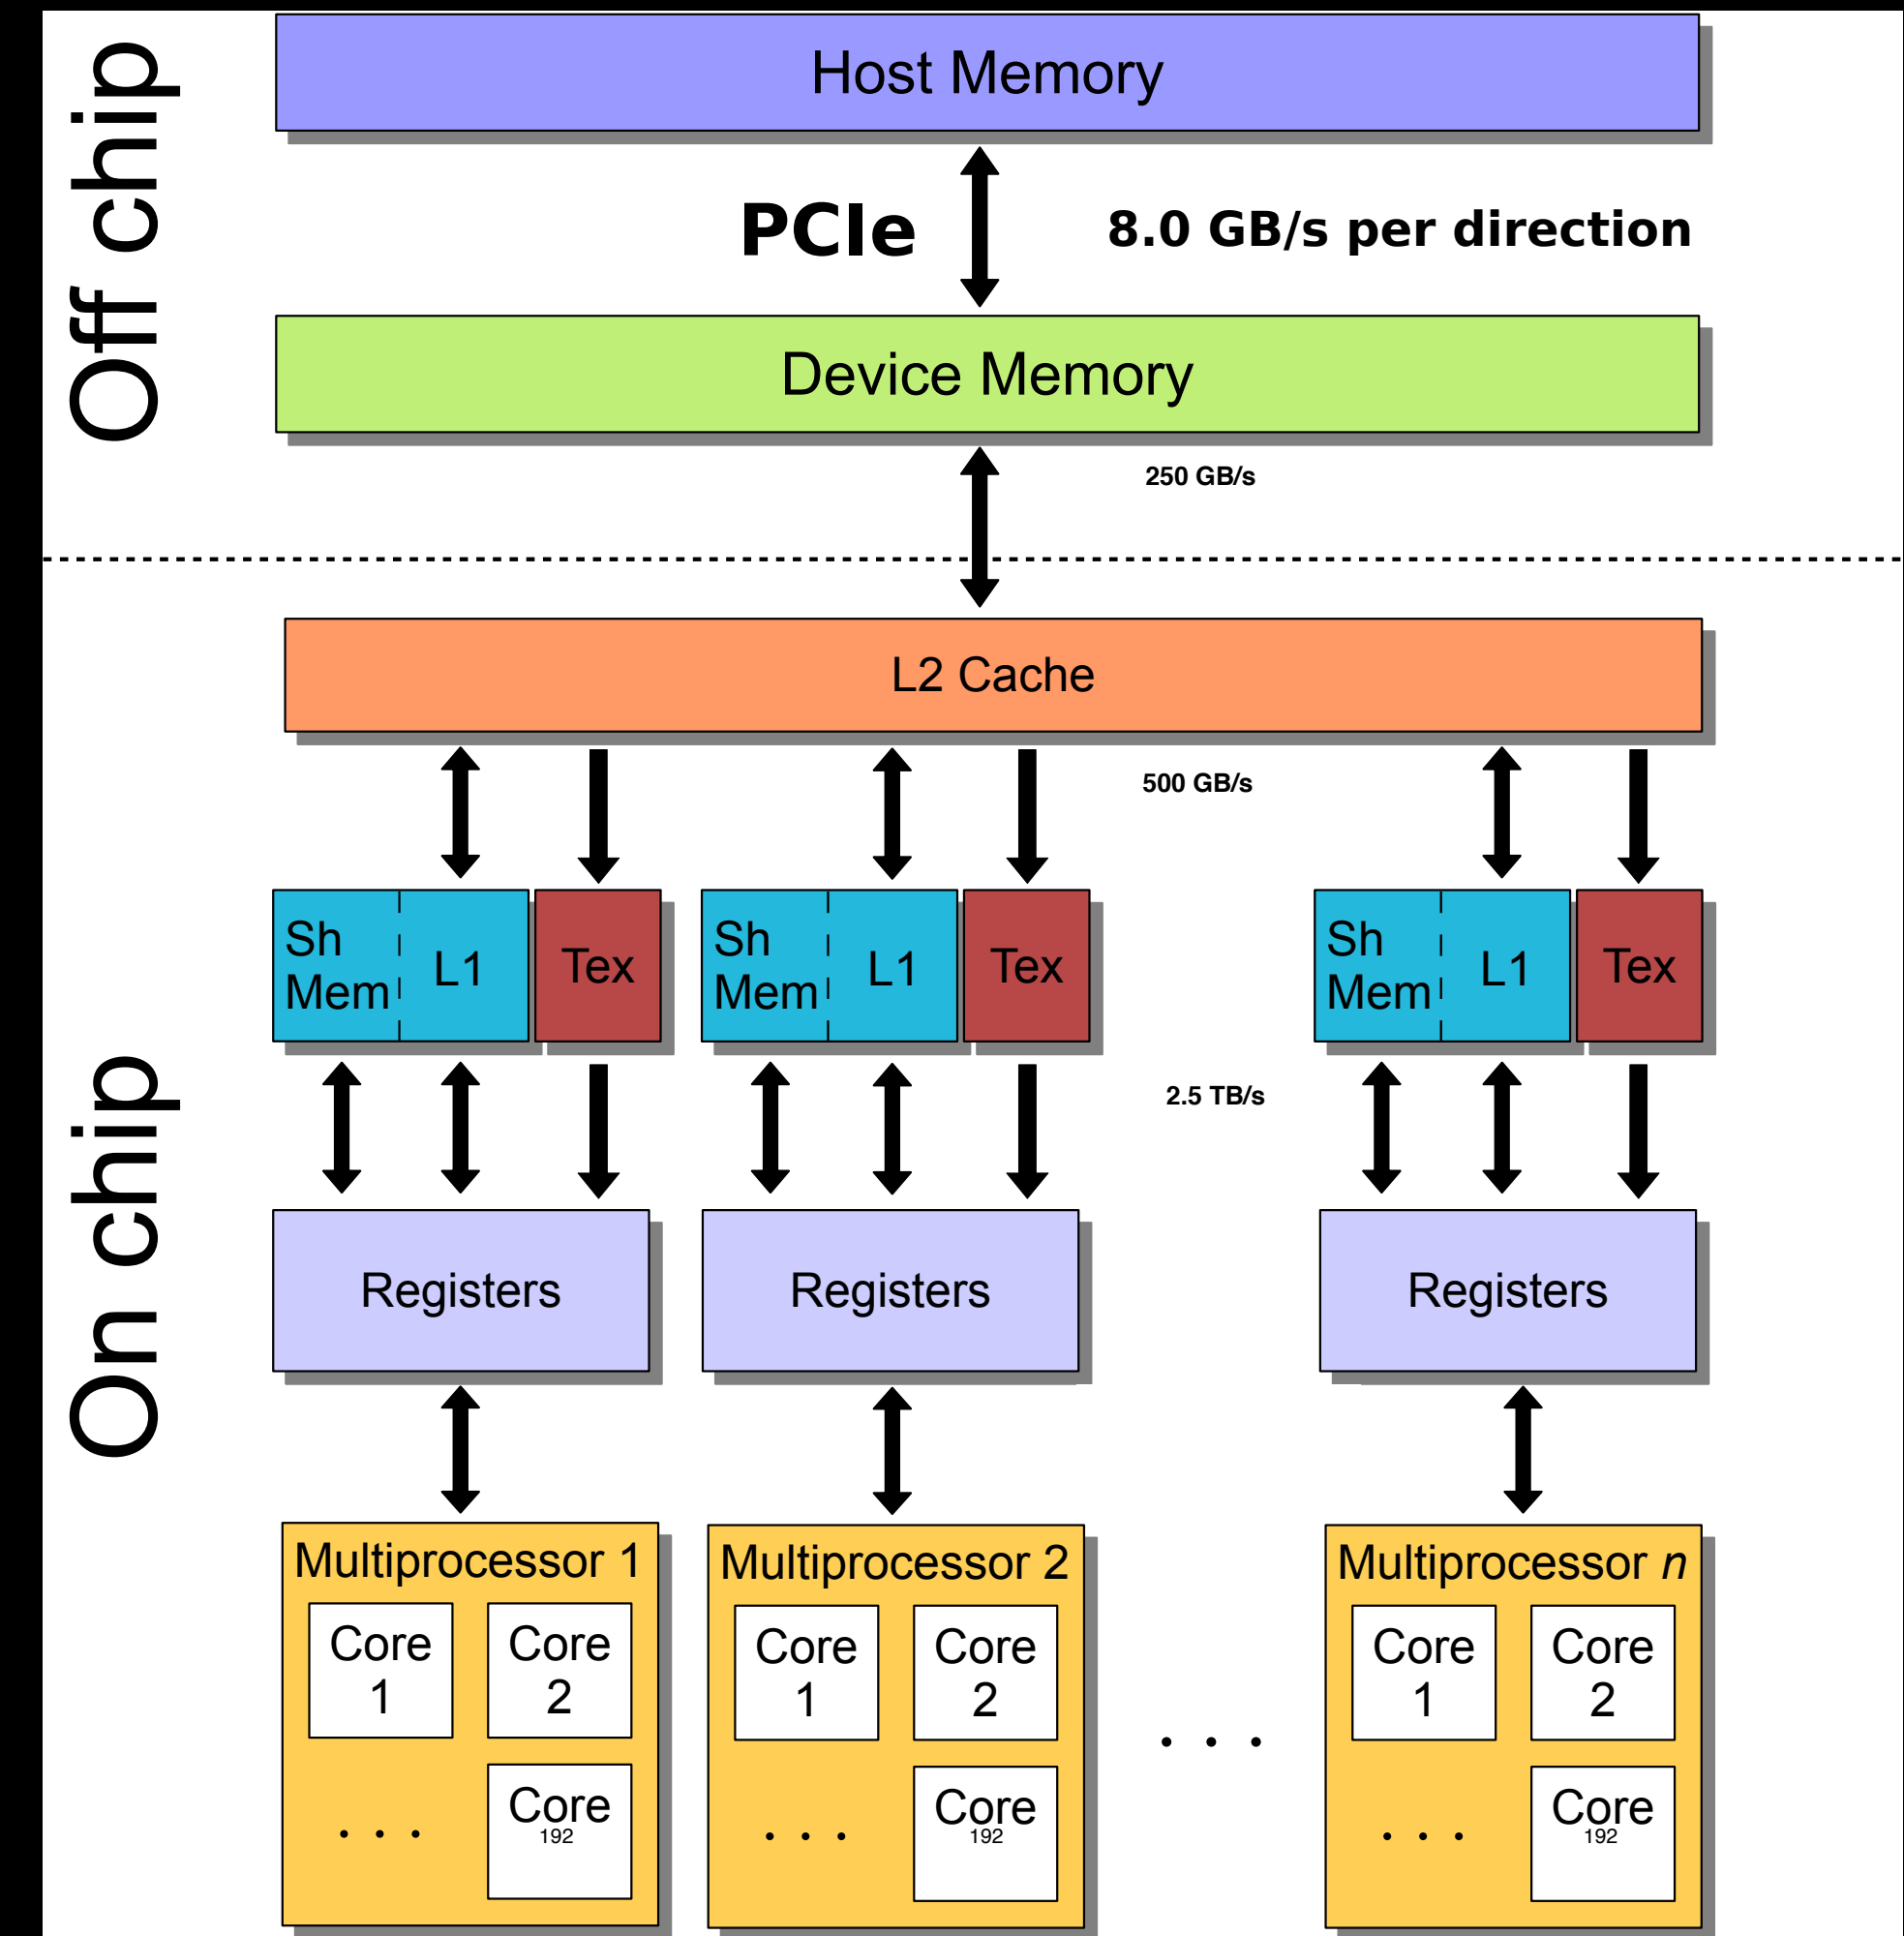 Off chip
Host Memory
PCIe
8.0 GB/s per direction
Device Memory
250 GB/s
On chip
L2 Cache
500 GB/s
Sh
Mem
L1
Tex
Sh
Mem
L1
Tex
Sh
Mem
L1
Tex
2.5 TB/s
Registers
Registers
Registers
Multiprocessor 1
Core
1
Core
2
. . .
Core
192
Multiprocessor 2
Core
1
Core
2
. . .
Core
192
. . .
Multiprocessor n
Core
1
Core
2
. . .
Core
192